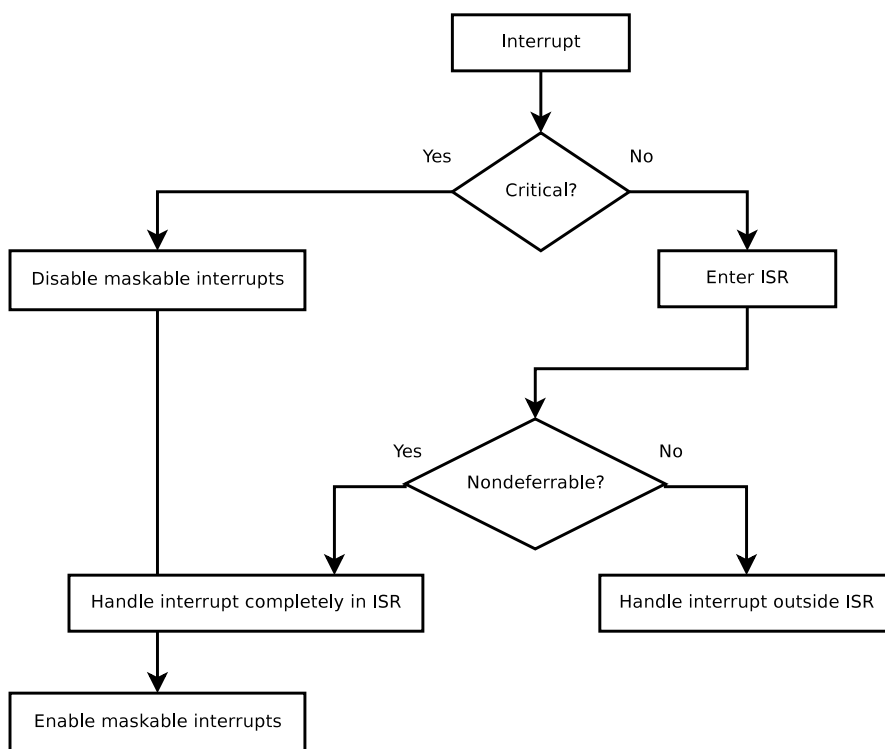 Interrupt
Yes
No
Critical?
Disable maskable interrupts
Enter ISR
Yes
No
Nondeferrable?
Handle interrupt completely in ISR
Handle interrupt outside ISR
Enable maskable interrupts